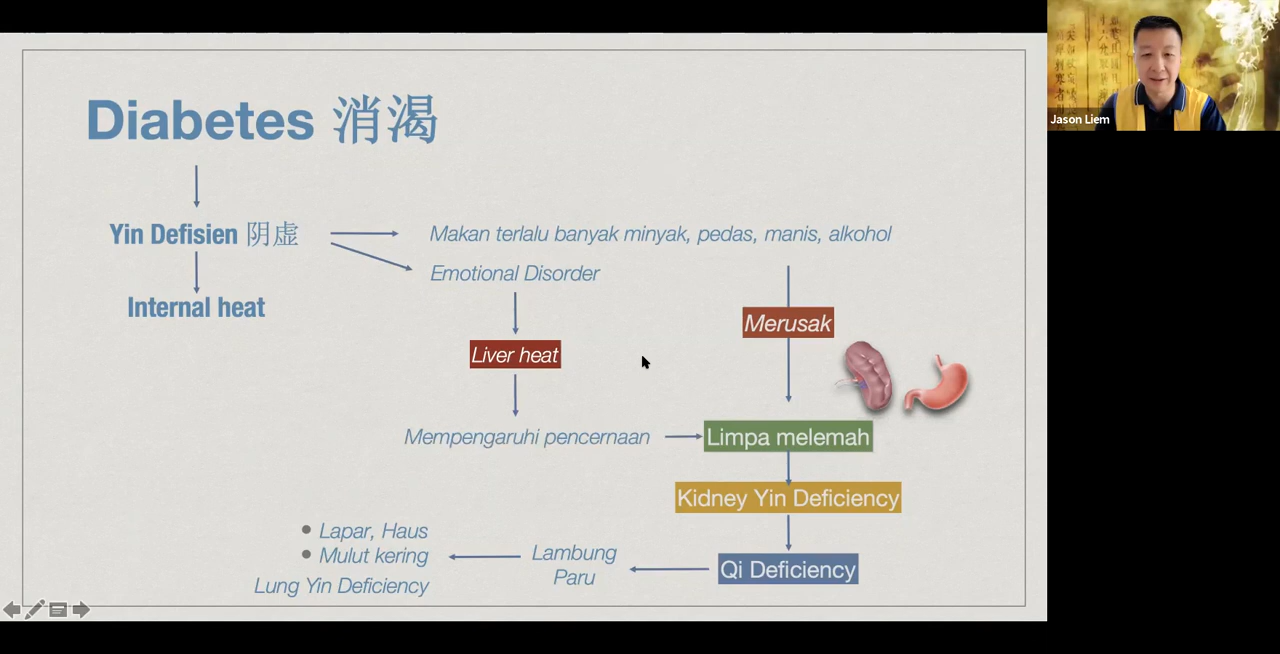 Diabetes 消渴
Yin Defisien 阴虚
Makan terlalu banyak minyak, pedas, manis, alkohol
Emotional Disorder
Internal heat
Merusak
Liver heat
Mempengaruhi pencernaan
Limpa melemah
Kidney Yin Deficiency
Qi Deficiency
Lambung
Paru
• Lapar, Haus
• Mulut kering
Lung Yin Deficiency
Jason Liem